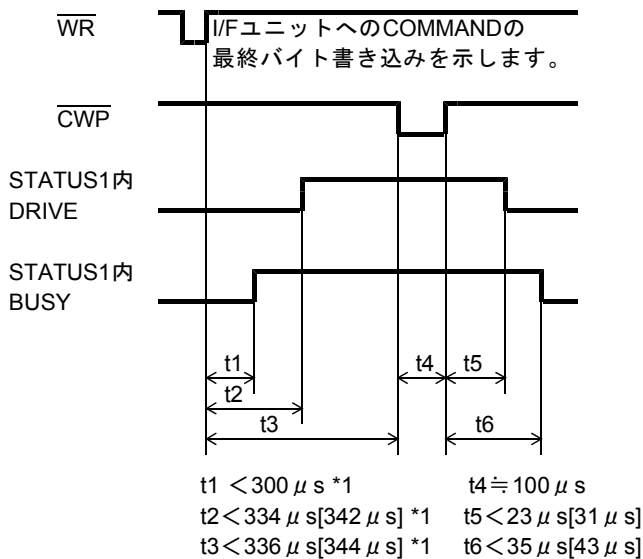 WR
I/FユニットへのCOMMANDの
最終バイト書き込みを示します。
CWP
STATUS1内
DRIVE
STATUS1内
BUSY
t1
t4
t5
t2
t3
t6
t1 <300μs *1
t4≒100μs
t2<334μs[342μs] *1
t5<23μs[31μs]
t3<336μs[344μs] *1
t6<35μs[43μs]